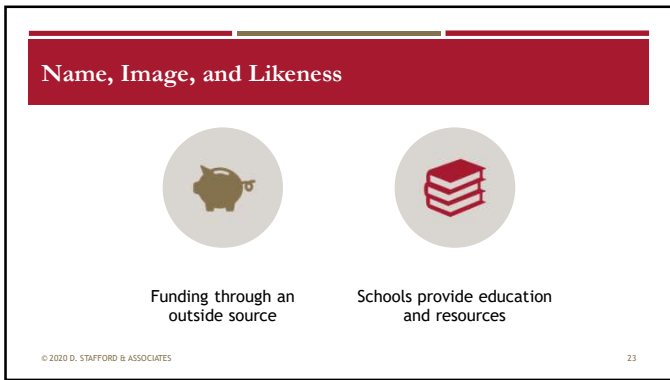 Name, Image, and Likeness
Funding through an
outside source
Schools provide education
and resources
© 2020 D. STAFFORD & ASSOCIATES
23